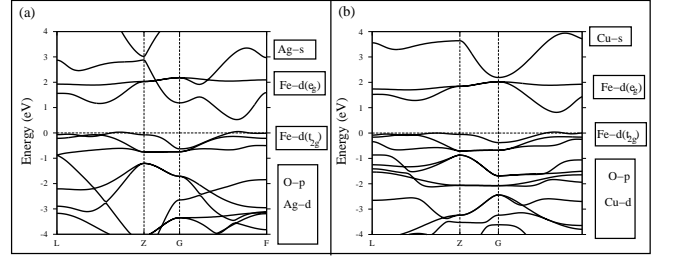 (a)
4
3
2
1
0
-1
-2
-3
-4
Energy (eV)
L
Z
G
F
Ag-s
Fe-d(eg)
Fe-d(t2g)
O-p
Ag-d
(b)
4
3
2
1
0
-1
-2
-3
-4
Energy (eV)
L
Z
G
F
Cu-s
Fe-d(eg)
Fe-d(t2g)
O-p
Cu-d